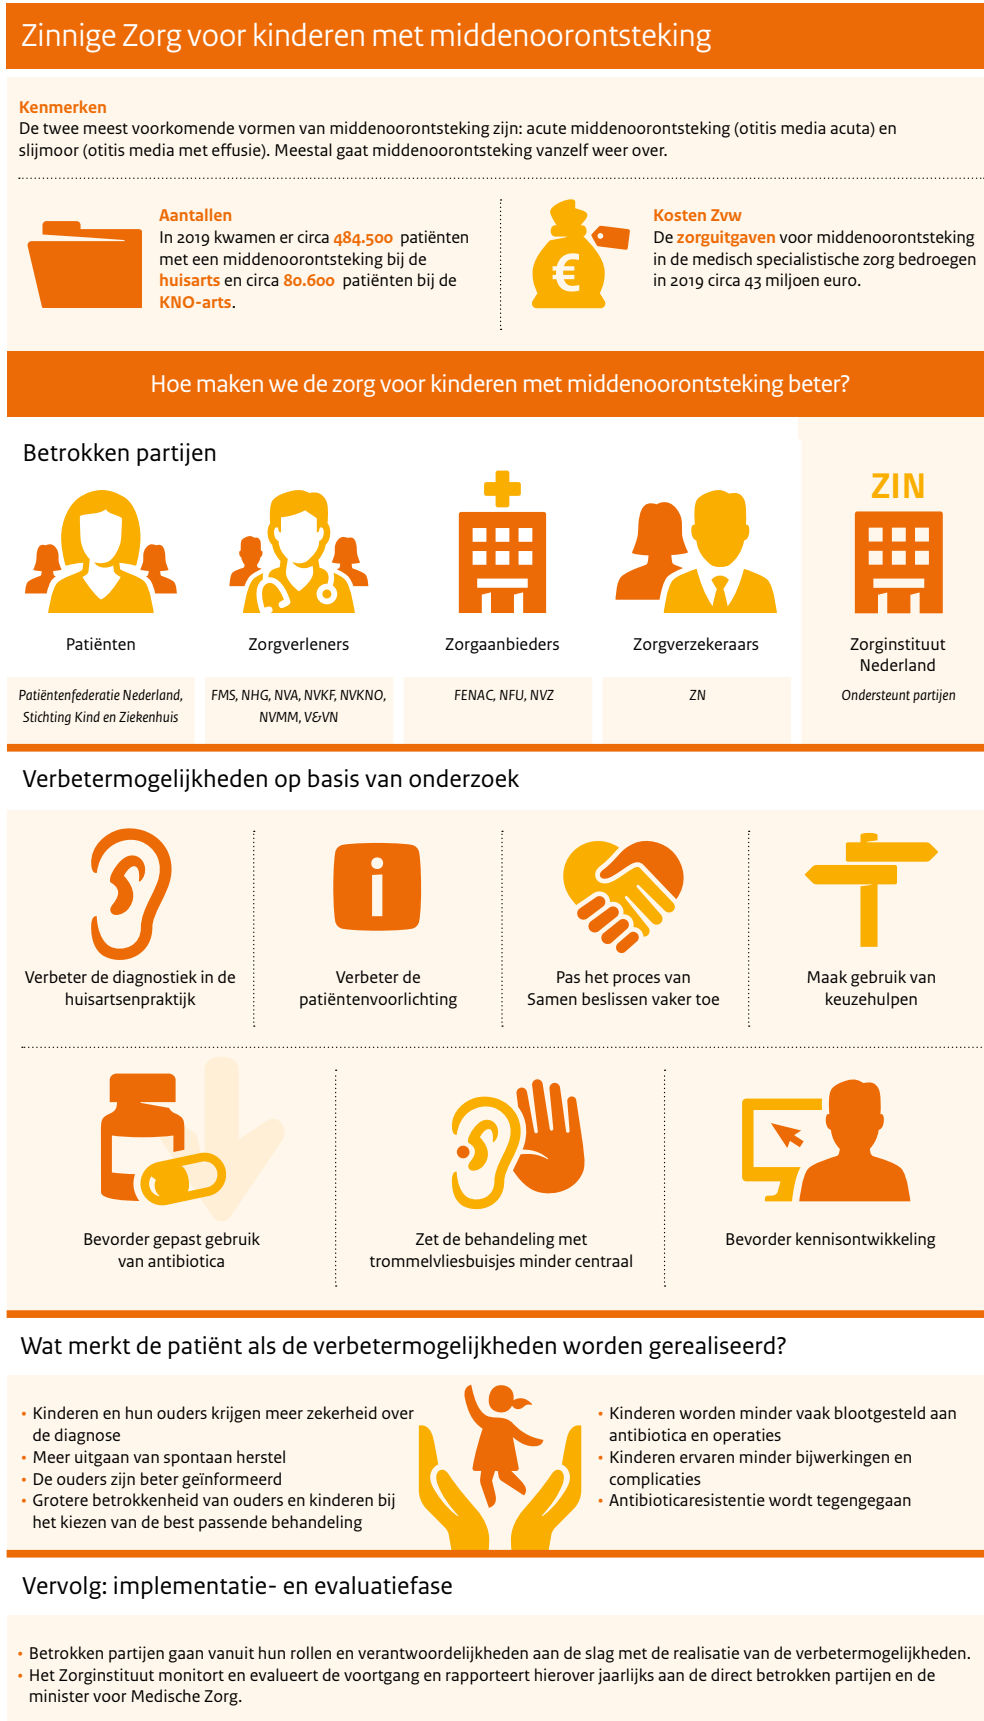 Zinnige Zorg voor kinderen met middenoorontsteking
Kenmerken
De twee meest voorkomende vormen van middenoorontsteking zijn: acute middenoorontsteking (otitis media acuta) en
slijmoor (otitis media met effusie). Meestal gaat middenoorontsteking vanzelf weer over.
Aantallen
In 2019 kwamen er circa 484.500 patiënten
met een middenoorontsteking bij de
huisarts en circa 80.600 patiënten bij de
KNO-arts.
€
Kosten Zvw
De zorguitgaven voor middenoorontsteking
in de medisch specialistische zorg bedroegen
in 2019 circa 43 miljoen euro.
Hoe maken we de zorg voor kinderen met middenoorontsteking beter?
Betrokken partijen
ZIN
Patiënten
Zorgverleners
Zorgaanbieders
Zorgverzekeraars
Zorginstituut
Nederland
Patiëntenfederatie Nederland,
Stichting Kind en Ziekenhuis
FMS, NHG, NVA, NVKF, NVKNO,
NVMM, V&VN
FENAC, NFU, NVZ
ZN
Ondersteunt partijen
Verbetermogelijkheden op basis van onderzoek
i
Verbeter de diagnostiek in de
huisartsenpraktijk
Verbeter de
patiëntenvoorlichting
Pas het proces van
Samen beslissen vaker toe
Maak gebruik van
keuzehulpen
Bevorder gepast gebruik
van antibiotica
Zet de behandeling met
trommelvliesbuisjes minder centraal
Bevorder kennisontwikkeling
Wat merkt de patiënt als de verbetermogelijkheden worden gerealiseerd?
• Kinderen en hun ouders krijgen meer zekerheid over
de diagnose
• Meer uitgaan van spontaan herstel
• De ouders zijn beter geïnformeerd
• Grotere betrokkenheid van ouders en kinderen bij
het kiezen van de best passende behandeling
• Kinderen worden minder vaak blootgesteld aan
antibiotica en operaties
• Kinderen ervaren minder bijwerkingen en
complicaties
• Antibioticaresistentie wordt tegengegaan
Vervolg: implementatie- en evaluatiefase
• Betrokken partijen gaan vanuit hun rollen en verantwoordelijkheden aan de slag met de realisatie van de verbetermogelijkheden.
• Het Zorginstituut monitort en evalueert de voortgang en rapporteert hierover jaarlijks aan de direct betrokken partijen en de
minister voor Medische Zorg.